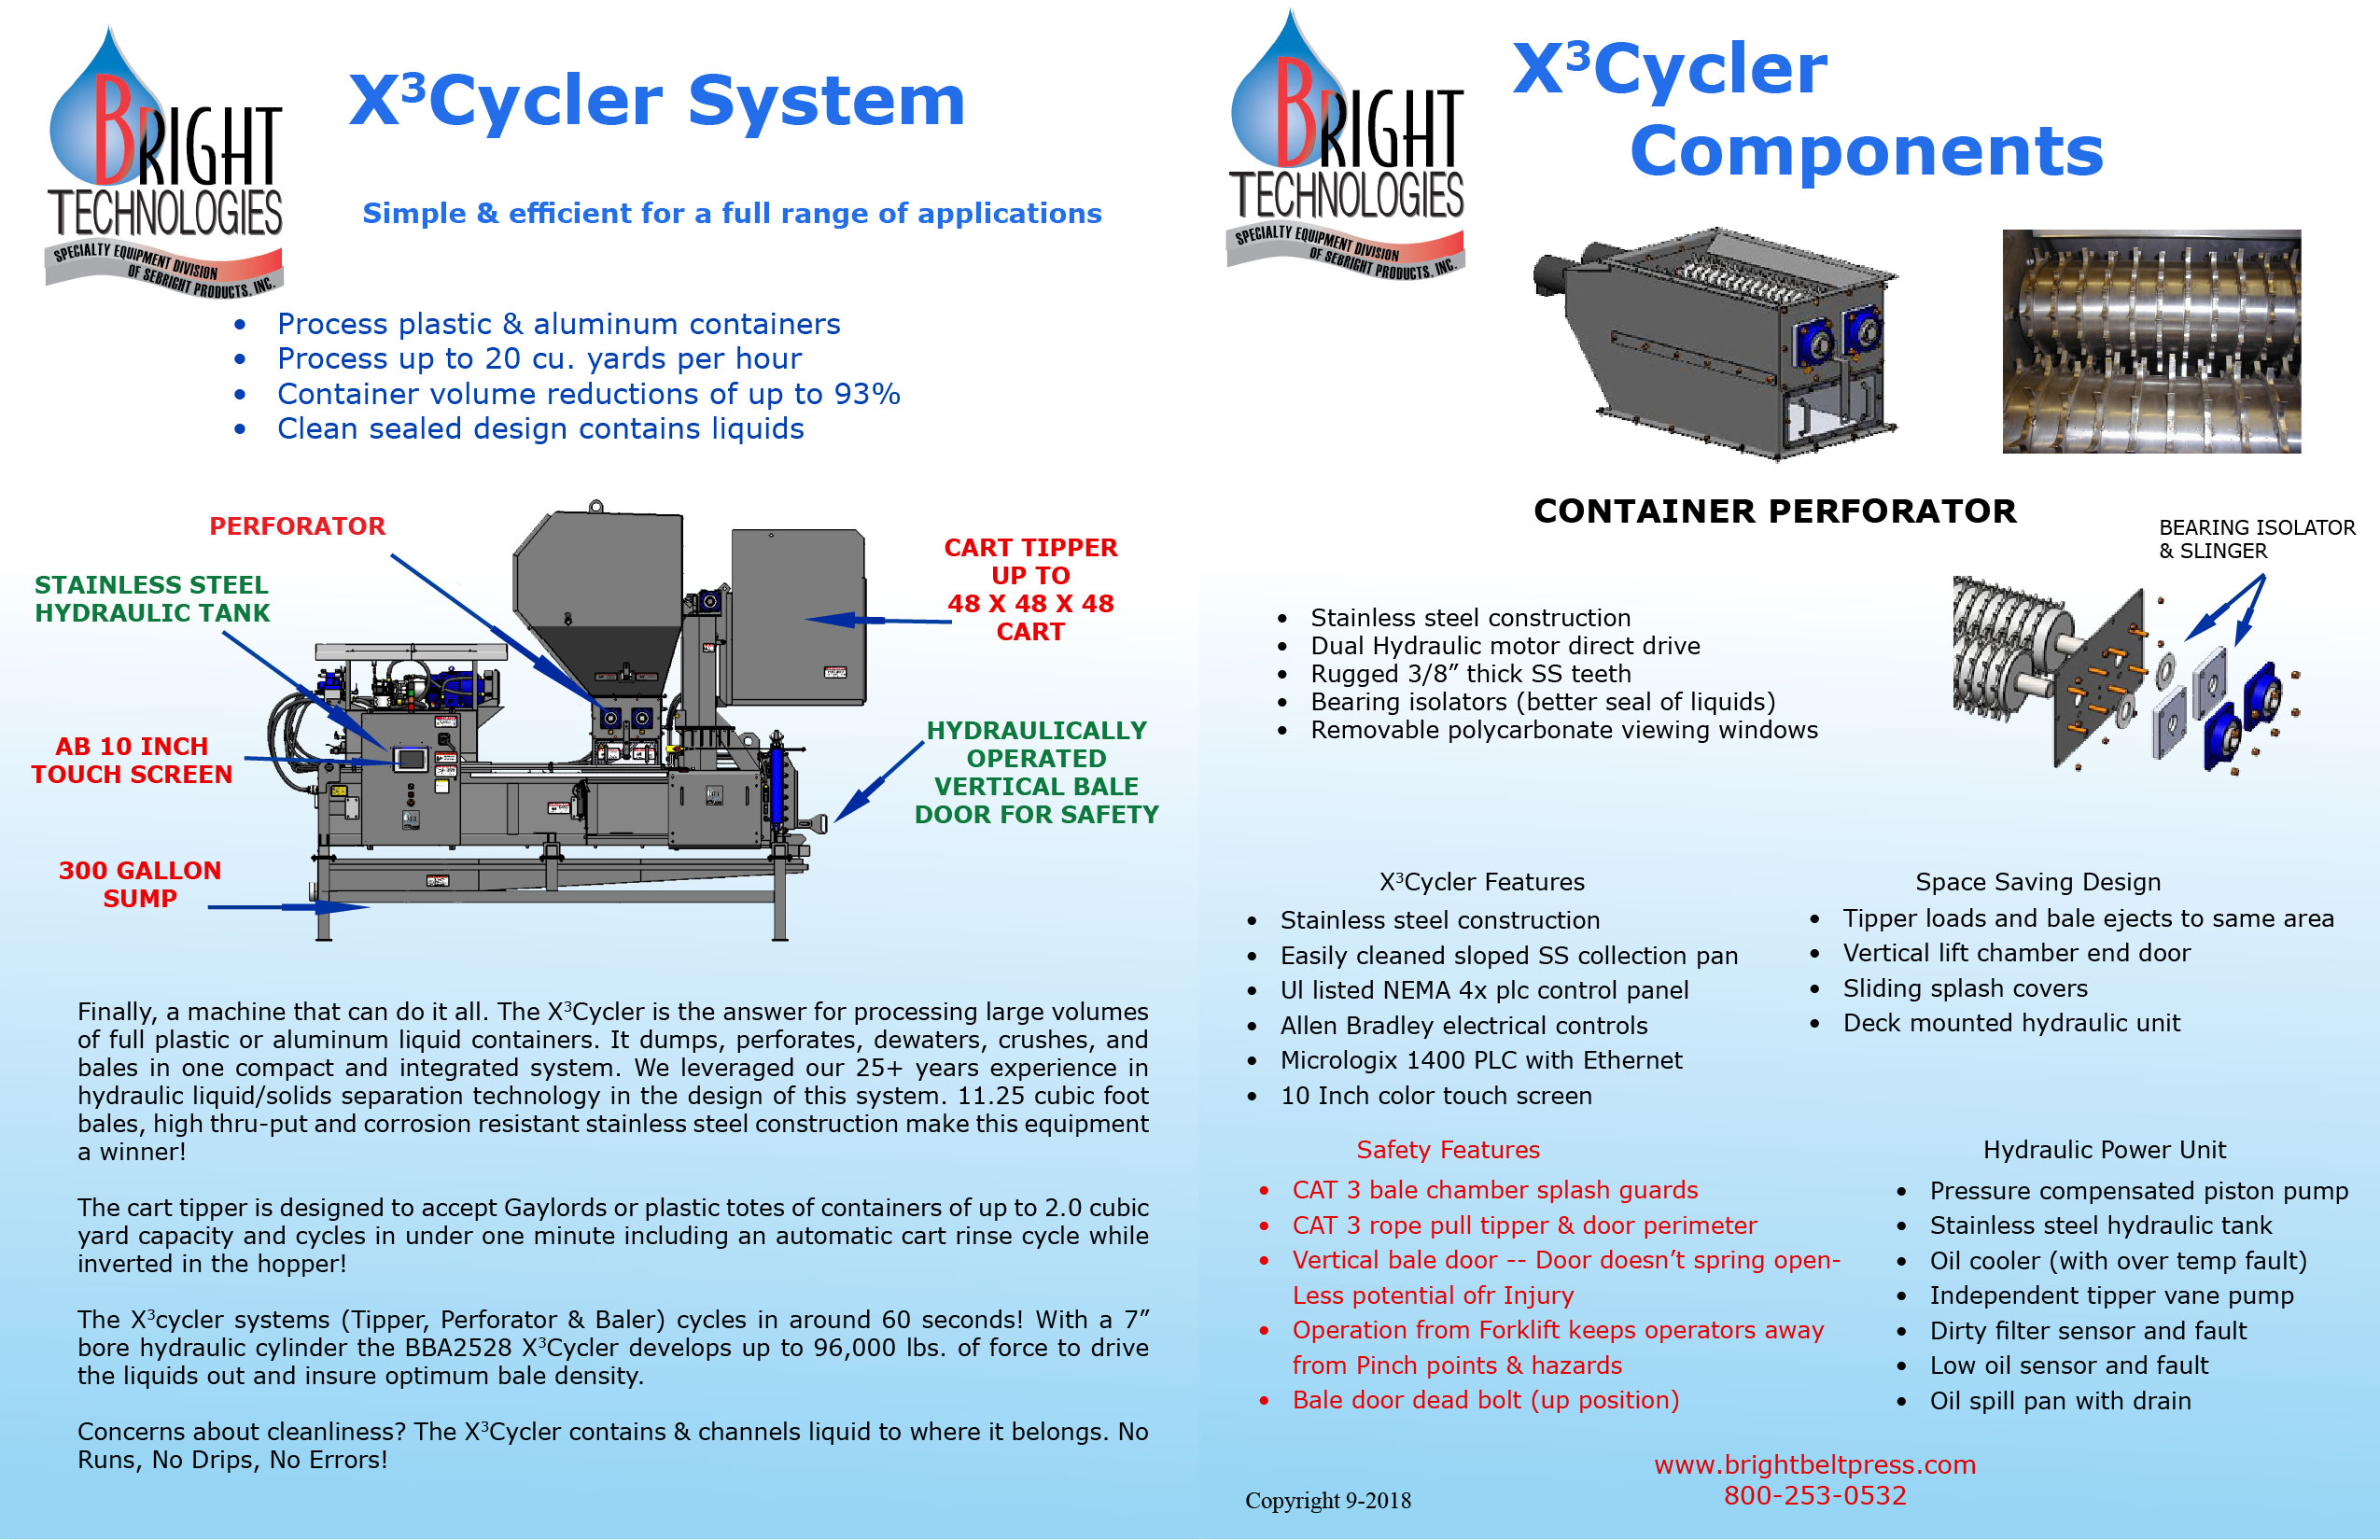 BRIGHT
TECHNOLOGIES
SPECIALTY EQUIPMENT DIVISION
OF SEBRIGHT PRODUCTS, INC.
X³Cycler System
Simple & efficient for a full range of applications
• Process plastic & aluminum containers
• Process up to 20 cu. yards per hour
• Container volume reductions of up to 93%
• Clean sealed design contains liquids
PERFORATOR
STAINLESS STEEL
HYDRAULIC TANK
AB 10 INCH
TOUCH SCREEN
300 GALLON
SUMP
CART TIPPER
UP TO
48 X 48 X 48
CART
HYDRAULICALLY
OPERATED
VERTICAL BALE
DOOR FOR SAFETY
Finally, a machine that can do it all. The X³Cycler is the answer for processing large volumes
of full plastic or aluminum liquid containers. It dumps, perforates, dewaters, crushes, and
bales in one compact and integrated system. We leveraged our 25+ years experience in
hydraulic liquid/solids separation technology in the design of this system. 11.25 cubic foot
bales, high thru-put and corrosion resistant stainless steel construction make this equipment
a winner!
The cart tipper is designed to accept Gaylords or plastic totes of containers of up to 2.0 cubic
yard capacity and cycles in under one minute including an automatic cart rinse cycle while
inverted in the hopper!
The X³cycler systems (Tipper, Perforator & Baler) cycles in around 60 seconds! With a 7”
bore hydraulic cylinder the BBA2528 X³Cycler develops up to 96,000 lbs. of force to drive
the liquids out and insure optimum bale density.
Concerns about cleanliness? The X³Cycler contains & channels liquid to where it belongs. No
Runs, No Drips, No Errors!
BRIGHT
TECHNOLOGIES
SPECIALTY EQUIPMENT DIVISION
OF SEBRIGHT PRODUCTS, INC.
X³Cycler
Components
CONTAINER PERFORATOR
BEARING ISOLATOR
& SLINGER
• Stainless steel construction
• Dual Hydraulic motor direct drive
• Rugged 3/8” thick SS teeth
• Bearing isolators (better seal of liquids)
• Removable polycarbonate viewing windows
X³Cycler Features
• Stainless steel construction
• Easily cleaned sloped SS collection pan
• Ul listed NEMA 4x plc control panel
• Allen Bradley electrical controls
• Micrologix 1400 PLC with Ethernet
• 10 Inch color touch screen
Space Saving Design
• Tipper loads and bale ejects to same area
• Vertical lift chamber end door
• Sliding splash covers
• Deck mounted hydraulic unit
Safety Features
• CAT 3 bale chamber splash guards
• CAT 3 rope pull tipper & door perimeter
• Vertical bale door -- Door doesn’t spring open-
Less potential ofr Injury
• Operation from Forklift keeps operators away
from Pinch points & hazards
• Bale door dead bolt (up position)
Hydraulic Power Unit
• Pressure compensated piston pump
• Stainless steel hydraulic tank
• Oil cooler (with over temp fault)
• Independent tipper vane pump
• Dirty filter sensor and fault
• Low oil sensor and fault
• Oil spill pan with drain
www.brightbeltpress.com
800-253-0532
Copyright 9-2018